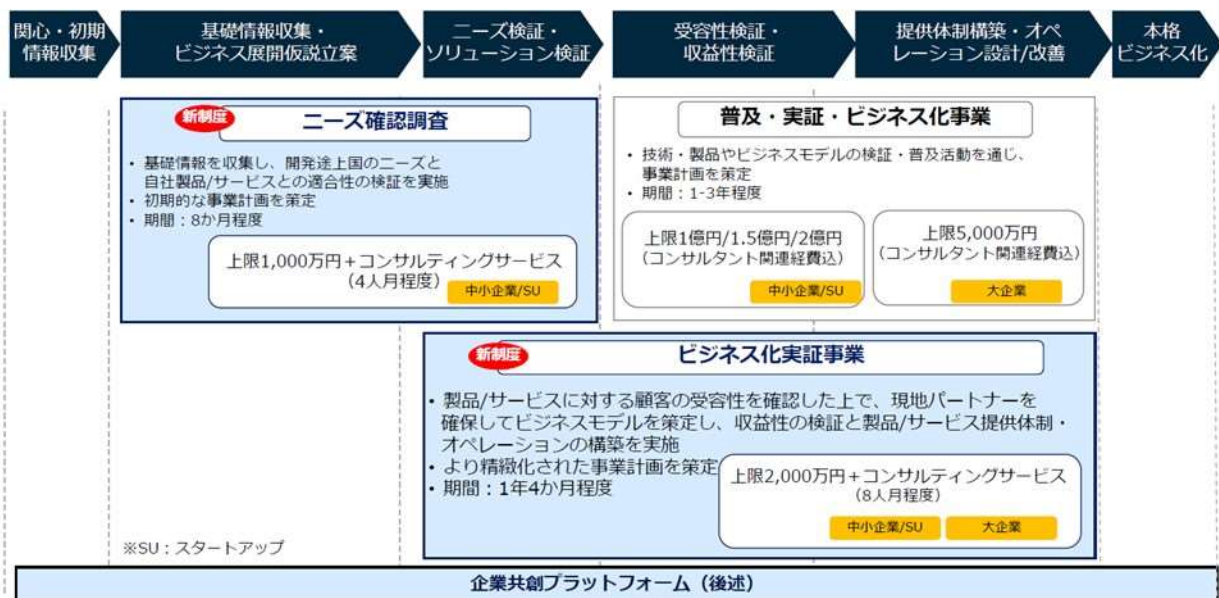 関心・初期
情報収集
基礎情報収集・
ビジネス展開仮説立案
ニーズ検証・
ソリューション検証
受容性検証・
収益性検証
提供体制構築・オペ
レーション設計/改善
本格
ビジネス化
新制度
ニーズ確認調査
• 基礎情報を収集し、開発途上国のニーズと
自社製品/サービスとの適合性の検証を実施
• 初期的な事業計画を策定
• 期間：8か月程度
上限1,000万円＋コンサルティングサービス
（4人月程度）
中小企業/SU
普及・実証・ビジネス化事業
• 技術・製品やビジネスモデルの検証・普及活動を通じ、
事業計画を策定
• 期間：1-3年程度
上限1億円/1.5億円/2億円
（コンサルタント関連経費込）
中小企業/SU
上限5,000万円
（コンサルタント関連経費込）
大企業
新制度
ビジネス化実証事業
• 製品/サービスに対する顧客の受容性を確認した上で、現地パートナーを
確保してビジネスモデルを策定し、収益性の検証と製品/サービス提供体制・
オペレーションの構築を実施
• より精緻化された事業計画を策定
• 期間：1年4か月程度
上限2,000万円＋コンサルティングサービス
（8人月程度）
中小企業/SU
大企業
※SU：スタートアップ
企業共創プラットフォーム（後述）